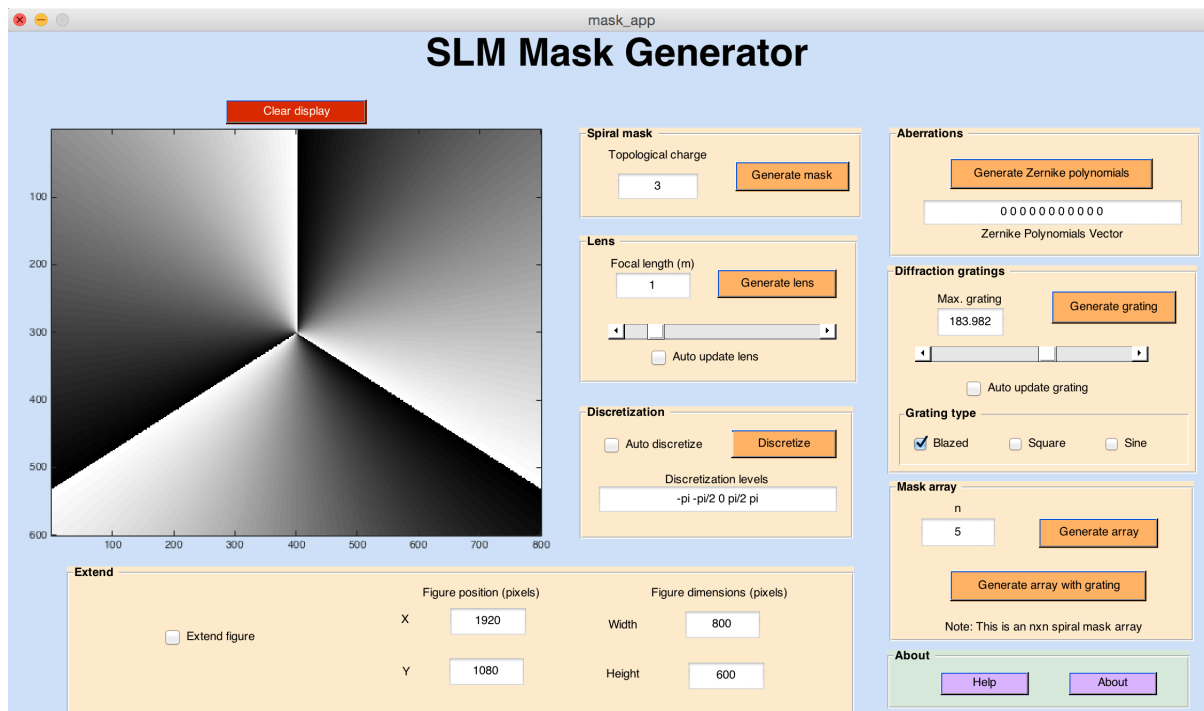 mask_app
SLM Mask Generator
Clear display
100
200
300
400
500
600
100 200 300 400 500 600 700 800
Spiral mask
Topological charge
3
Generate mask
Lens
Focal length (m)
1
Generate lens
Auto update lens
Discretization
Auto discretize
Discretize
Discretization levels
-pi -pi/2 0 pi/2 pi
Aberrations
Generate Zernike polynomials
0 0 0 0 0 0 0 0 0 0 0
Zernike Polynomials Vector
Diffraction gratings
Max. grating
183.982
Generate grating
Auto update grating
Grating type
Blazed Square Sine
Mask array
n
5
Generate array
Generate array with grating
Note: This is an nxn spiral mask array
Extend
Extend figure
Figure position (pixels)
X 1920
Y 1080
Figure dimensions (pixels)
Width 800
Height 600
About
Help About